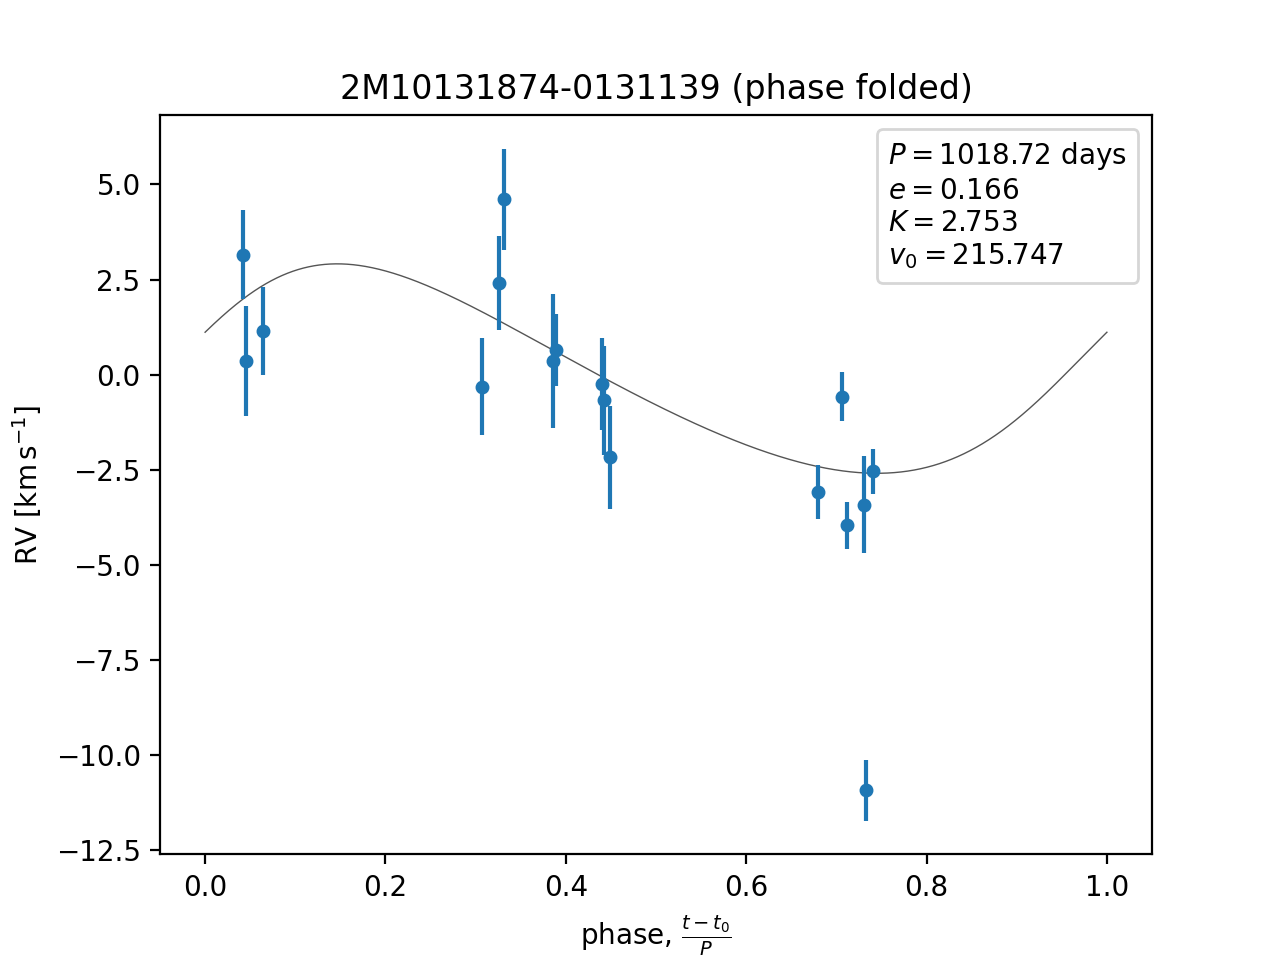 2M10131874-0131139 (phase folded)
P = 1018.72 days
e = 0.166
K = 2.753
v₀ = 215.747
RV [km s⁻¹]
5.0
2.5
0.0
−2.5
−5.0
−7.5
−10.0
−12.5
0.0 0.2 0.4 0.6 0.8 1.0
phase, (t − t₀)/P